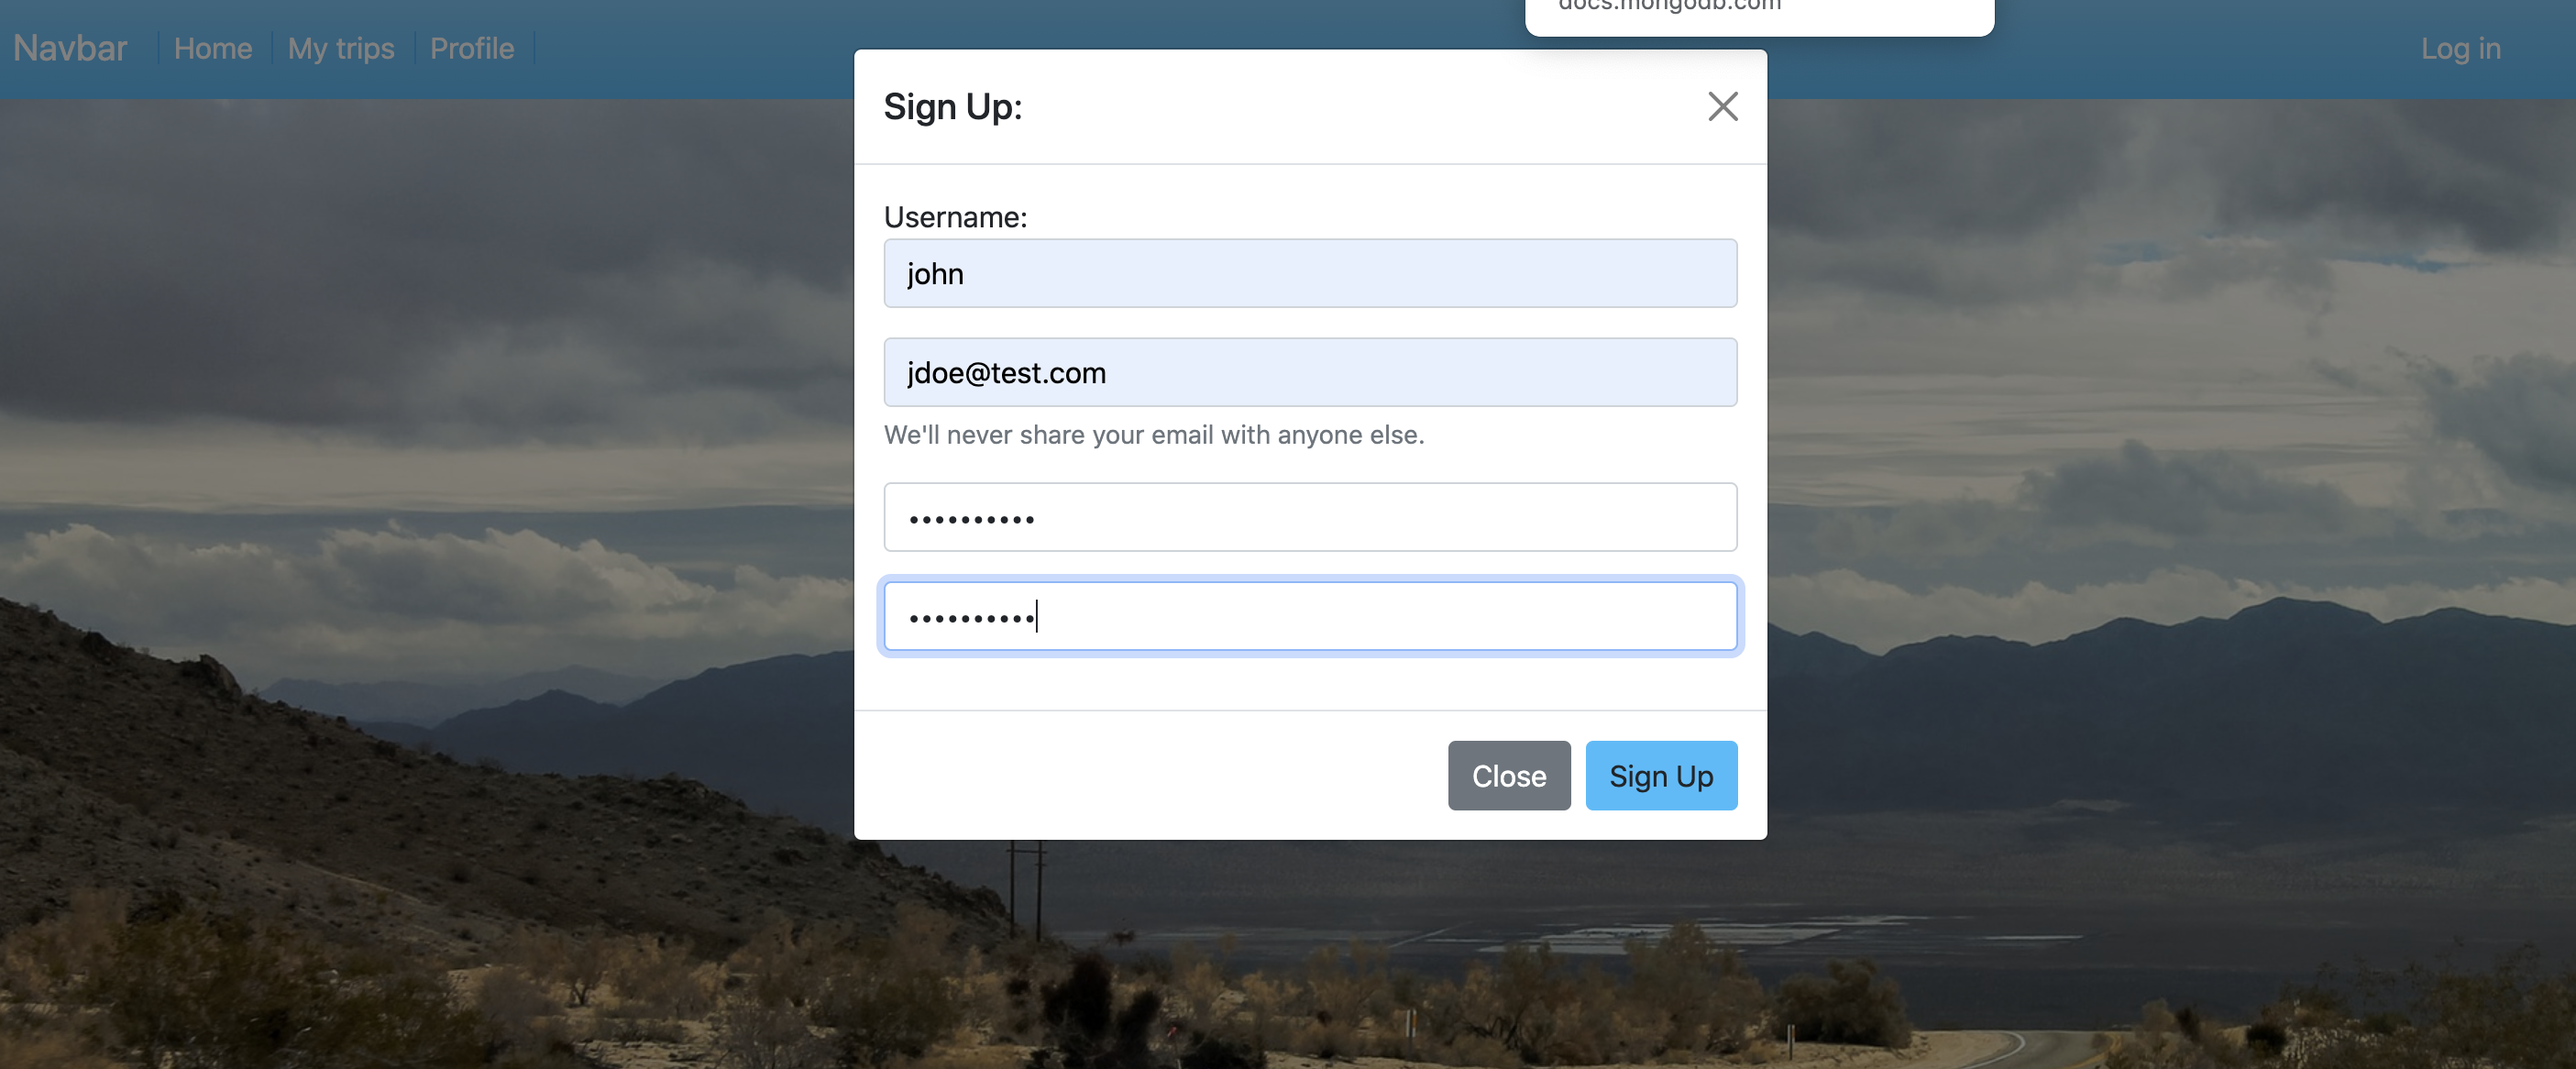 docs.mongodb.com
Navbar Home My trips Profile Log in
Sign Up:
Username:
john
jdoe@test.com
We'll never share your email with anyone else.
••••••••••
••••••••••
Close Sign Up